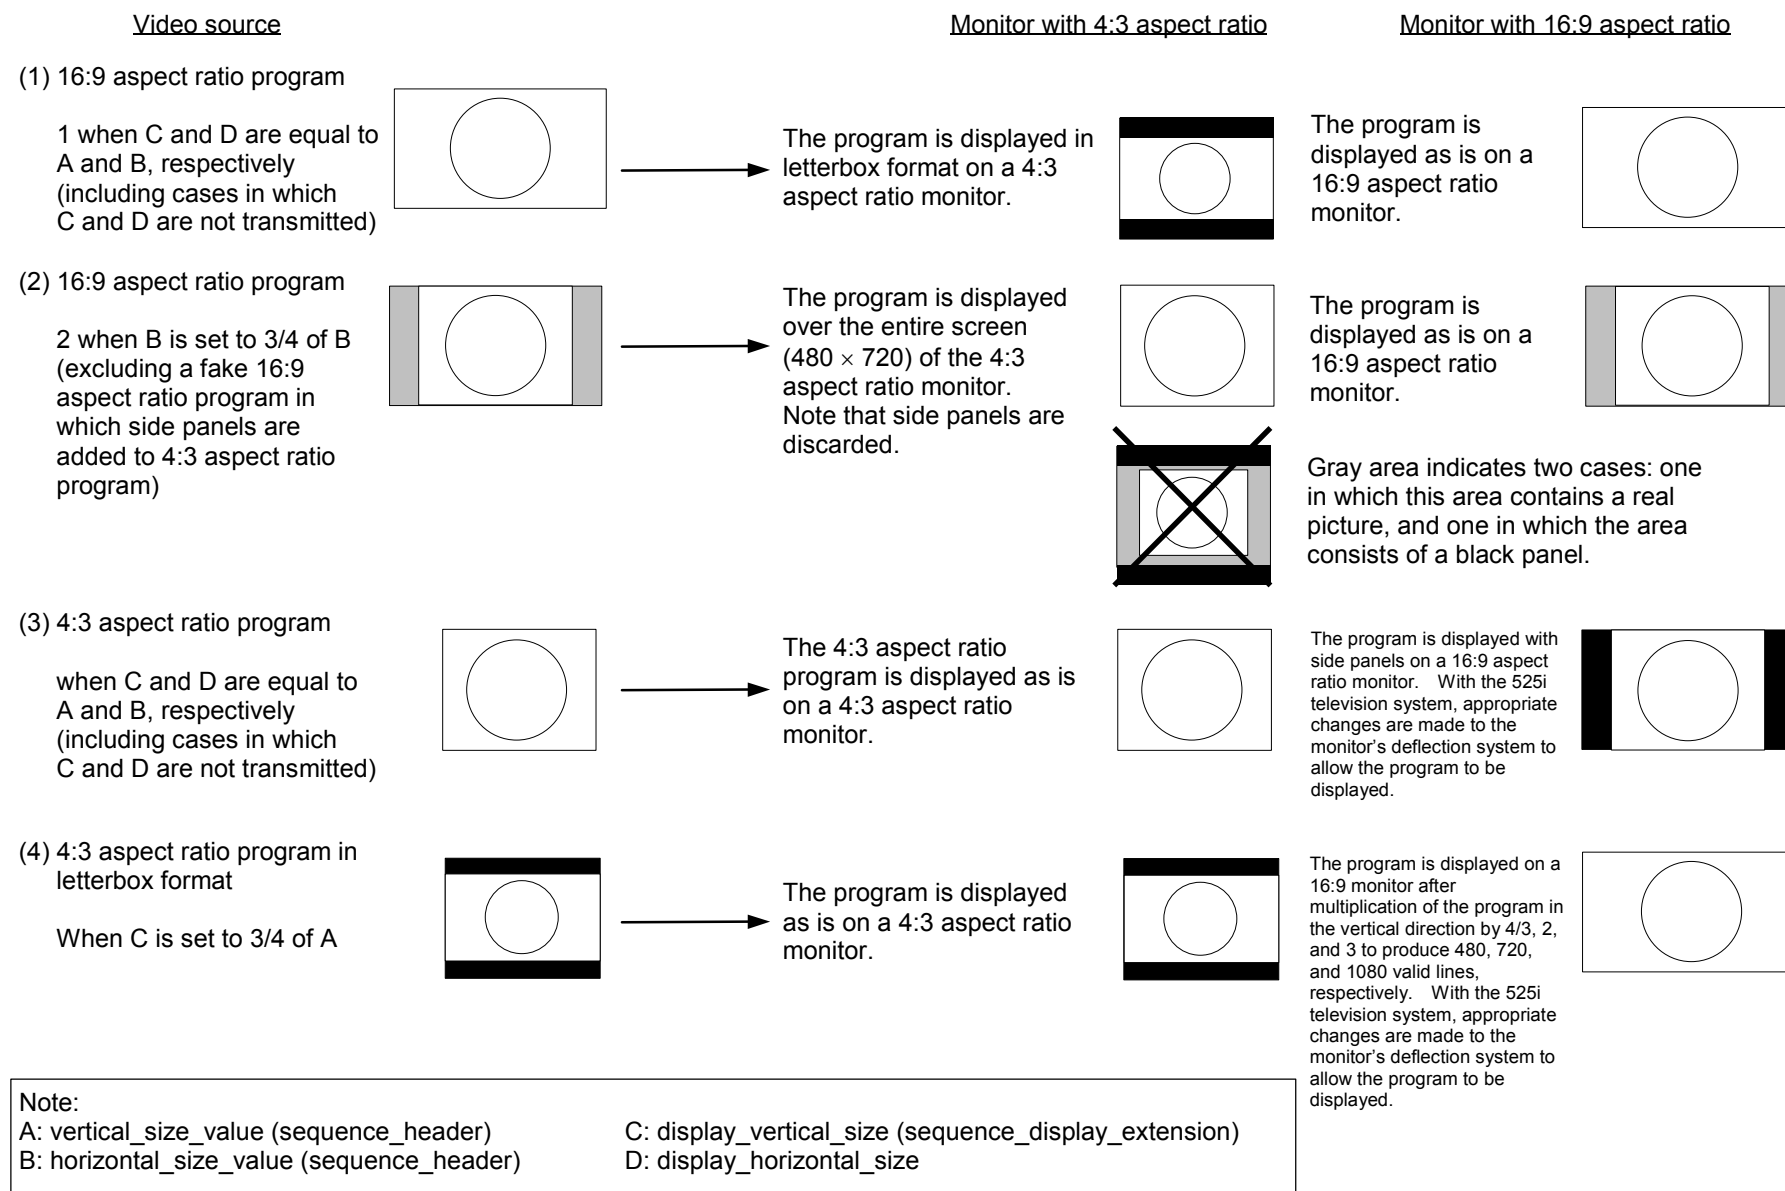 Video source
Monitor with 4:3 aspect ratio
Monitor with 16:9 aspect ratio
(1) 16:9 aspect ratio program
1 when C and D are equal to
A and B, respectively
(including cases in which
C and D are not transmitted)
The program is displayed in
letterbox format on a 4:3
aspect ratio monitor.
The program is
displayed as is on a
16:9 aspect ratio
monitor.
(2) 16:9 aspect ratio program
2 when B is set to 3/4 of B
(excluding a fake 16:9
aspect ratio program in
which side panels are
added to 4:3 aspect ratio
program)
The program is displayed
over the entire screen
(480 × 720) of the 4:3
aspect ratio monitor.
Note that side panels are
discarded.
The program is
displayed as is on a
16:9 aspect ratio
monitor.
Gray area indicates two cases: one
in which this area contains a real
picture, and one in which the area
consists of a black panel.
(3) 4:3 aspect ratio program
when C and D are equal to
A and B, respectively
(including cases in which
C and D are not transmitted)
The 4:3 aspect ratio
program is displayed as is
on a 4:3 aspect ratio
monitor.
The program is displayed with
side panels on a 16:9 aspect
ratio monitor. With the 525i
television system, appropriate
changes are made to the
monitor's deflection system to
allow the program to be
displayed.
(4) 4:3 aspect ratio program in
letterbox format
When C is set to 3/4 of A
The program is displayed
as is on a 4:3 aspect ratio
monitor.
The program is displayed on a
16:9 monitor after
multiplication of the program in
the vertical direction by 4/3, 2,
and 3 to produce 480, 720,
and 1080 valid lines,
respectively. With the 525i
television system, appropriate
changes are made to the
monitor's deflection system to
allow the program to be
displayed.
Note:
A: vertical_size_value (sequence_header)
B: horizontal_size_value (sequence_header)
C: display_vertical_size (sequence_display_extension)
D: display_horizontal_size